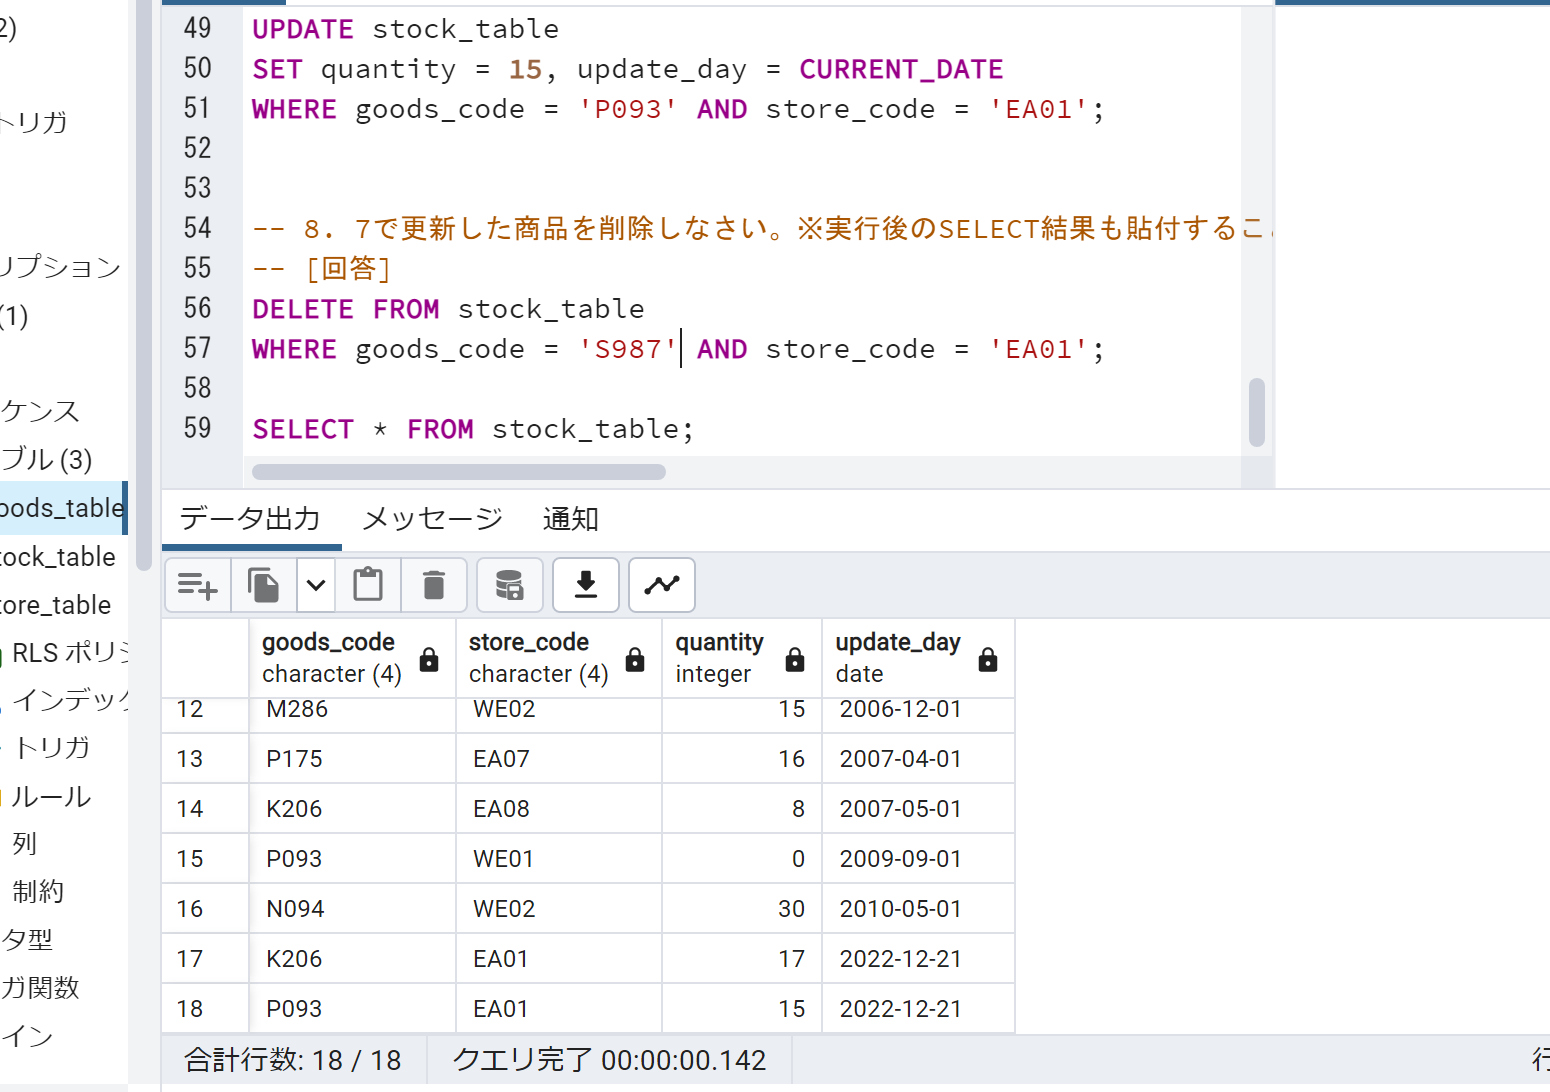 2)
トリガ
リプション
(1)
ケンス
ブル (3)
oods_table
tock_table
tore_table
RLS ポリシ
インデック
トリガ
ルール
列
制約
タ型
ガ関数
イン
49 UPDATE stock_table
50 SET quantity = 15, update_day = CURRENT_DATE
51 WHERE goods_code = 'P093' AND store_code = 'EA01';
52
53
54 -- 8. 7で更新した商品を削除しなさい。※実行後のSELECT結果も貼付するこ
55 -- [回答]
56 DELETE FROM stock_table
57 WHERE goods_code = 'S987' AND store_code = 'EA01';
58
59 SELECT * FROM stock_table;
データ出力 メッセージ 通知
goods_code store_code quantity update_day
character (4) character (4) integer date
12 M286 WE02 15 2006-12-01
13 P175 EA07 16 2007-04-01
14 K206 EA08 8 2007-05-01
15 P093 WE01 0 2009-09-01
16 N094 WE02 30 2010-05-01
17 K206 EA01 17 2022-12-21
18 P093 EA01 15 2022-12-21
合計行数: 18 / 18 クエリ完了 00:00:00.142 行